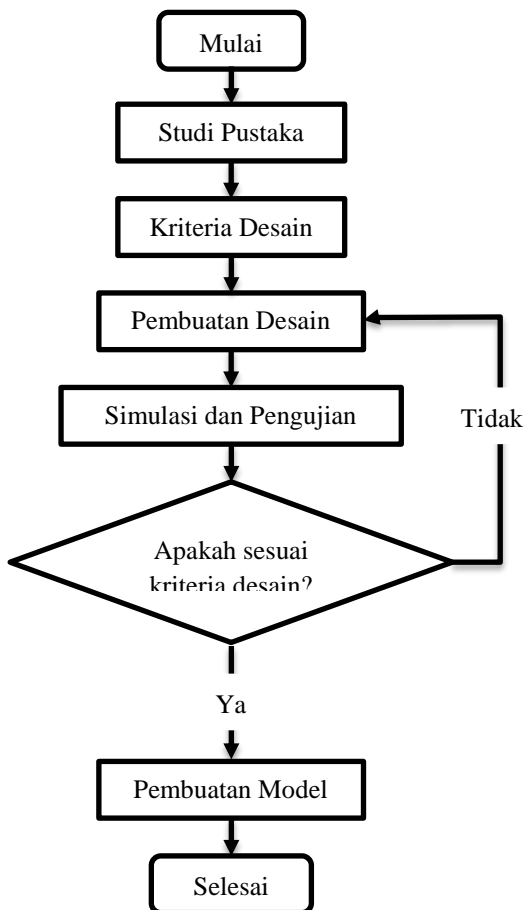 Mulai
Studi Pustaka
Kriteria Desain
Pembuatan Desain
Simulasi dan Pengujian
Tidak
Apakah sesuai
kriteria desain?
Ya
Pembuatan Model
Selesai